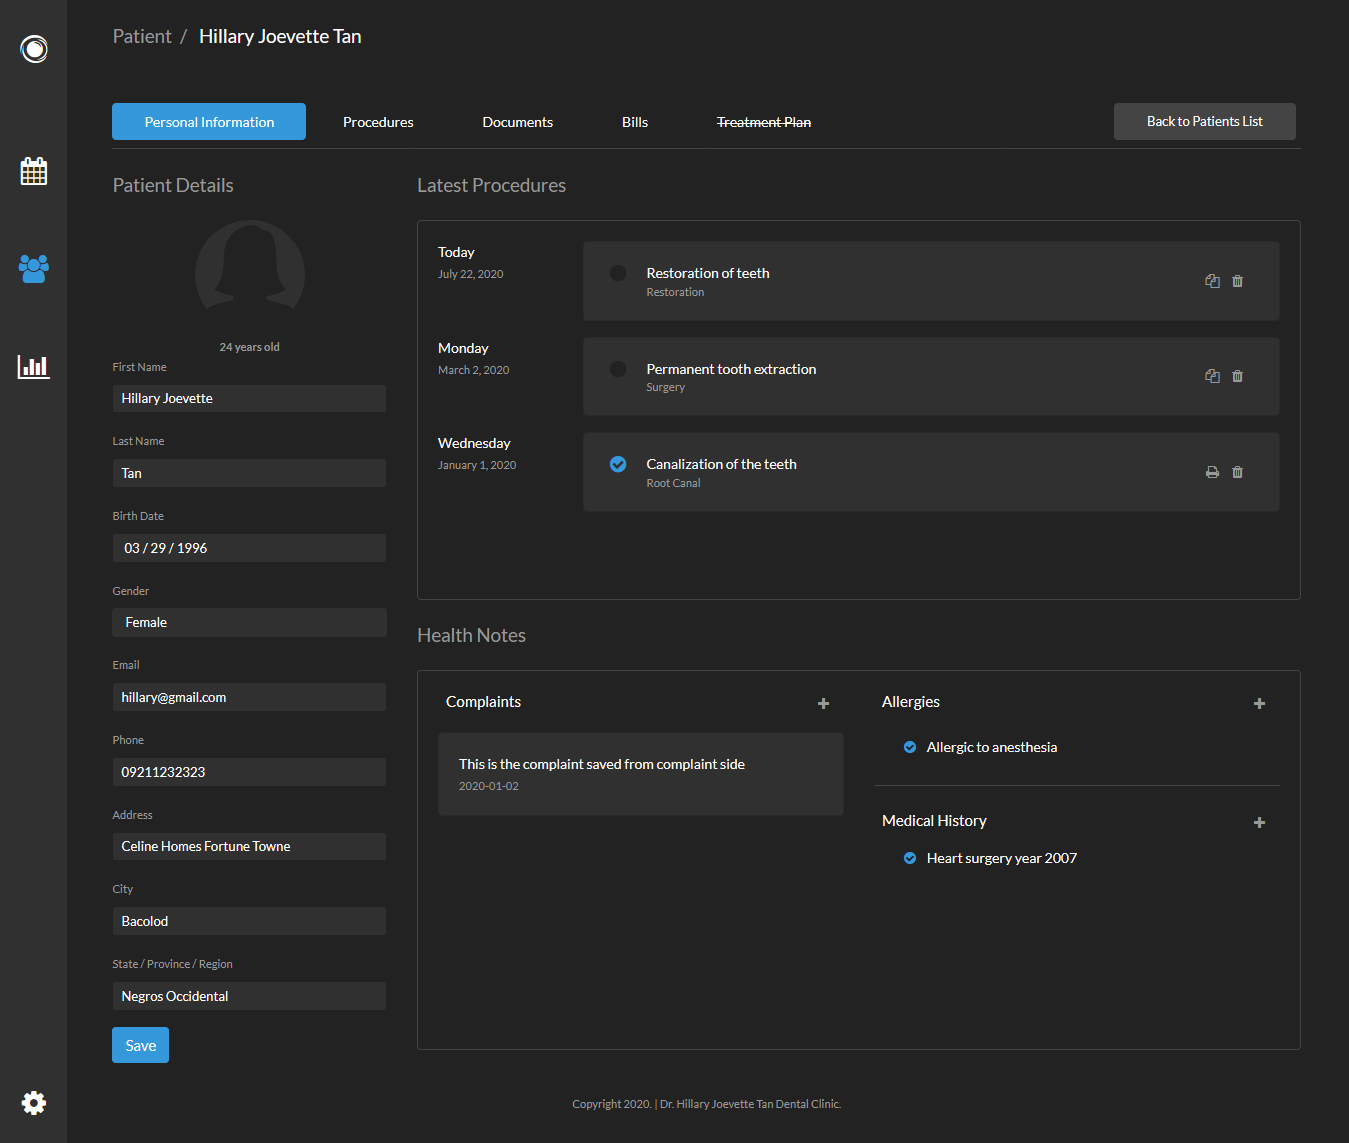 Patient / Hillary Joevette Tan
Personal Information
Procedures
Documents
Bills
Treatment Plan
Back to Patients List
Patient Details
24 years old
First Name
Hillary Joevette
Last Name
Tan
Birth Date
03 / 29 / 1996
Gender
Female
Email
hillary@gmail.com
Phone
09211232323
Address
Celine Homes Fortune Towne
City
Bacolod
State / Province / Region
Negros Occidental
Save
Latest Procedures
Today
July 22, 2020
Restoration of teeth
Restoration
Monday
March 2, 2020
Permanent tooth extraction
Surgery
Wednesday
January 1, 2020
Canalization of the teeth
Root Canal
Health Notes
Complaints
This is the complaint saved from complaint side
2020-01-02
Allergies
Allergic to anesthesia
Medical History
Heart surgery year 2007
Copyright 2020. | Dr. Hillary Joevette Tan Dental Clinic.